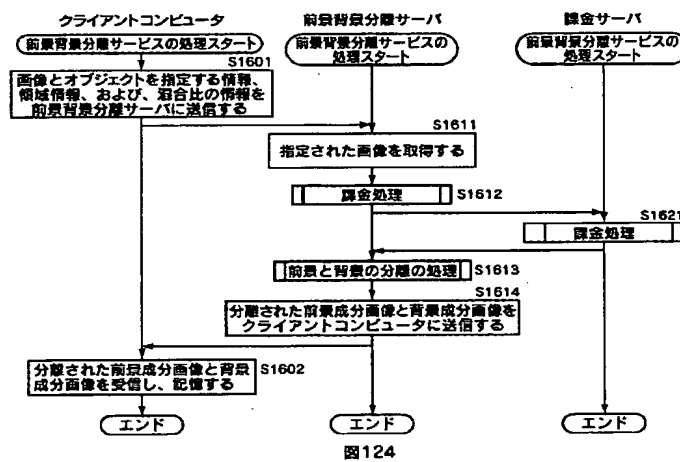 クライアントコンピュータ
前景背景分離サーバ
課金サーバ
前景背景分離サービスの処理スタート
前景背景分離サービスの
処理スタート
前景背景分離サービスの
処理スタート
S1601
画像とオブジェクトを指定する情報、
領域情報、および、混合比の情報を
前景背景分離サーバに送信する
S1611
指定された画像を取得する
課金処理
S1612
S1621
課金処理
前景と背景の分離の処理
S1613
S1614
分離された前景成分画像と背景成分画像を
クライアントコンピュータに送信する
分離された前景成分画像と背景
成分画像を受信し、記憶する
S1602
エンド
エンド
エンド
図124